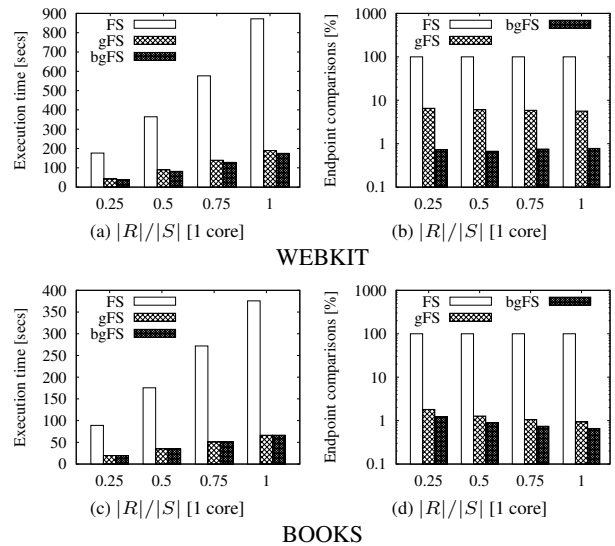 Execution time [secs]
900
800
700
600
500
400
300
200
100
0
FS
gFS
bgFS
0.25 0.5 0.75 1
(a) |R|/|S| [1 core]
Endpoint comparisons [%]
1000
100
10
1
0.1
FS
gFS
bgFS
0.25 0.5 0.75 1
(b) |R|/|S| [1 core]
WEBKIT
Execution time [secs]
400
350
300
250
200
150
100
50
0
FS
gFS
bgFS
0.25 0.5 0.75 1
(c) |R|/|S| [1 core]
Endpoint comparisons [%]
1000
100
10
1
0.1
FS
gFS
bgFS
0.25 0.5 0.75 1
(d) |R|/|S| [1 core]
BOOKS